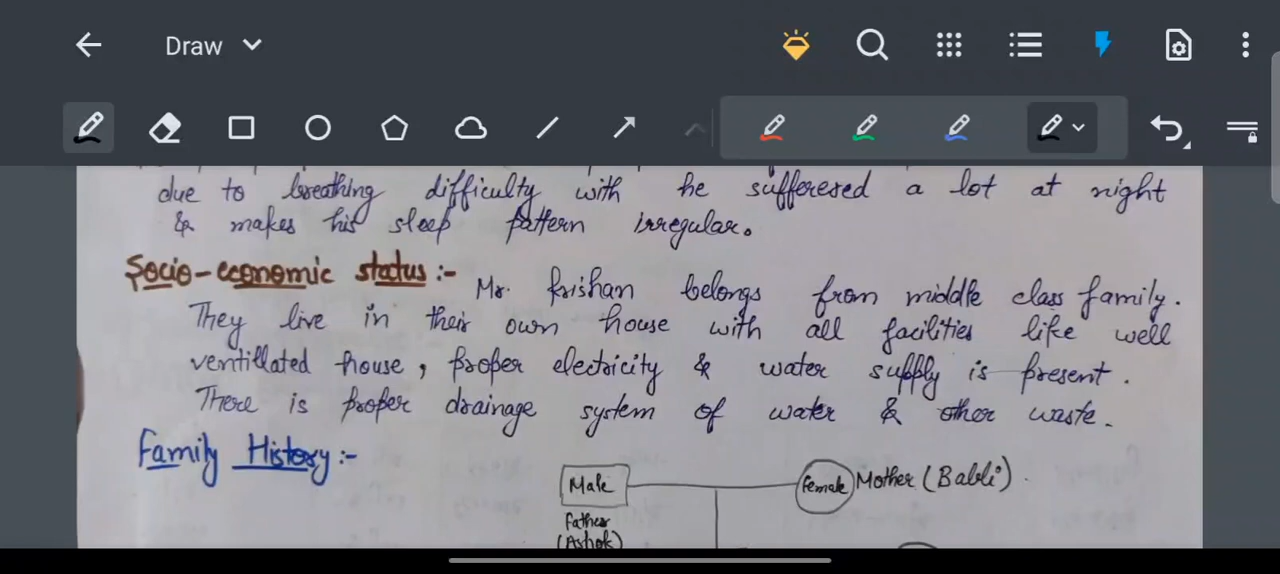 Draw
due to breathing difficulty with he sufferesed a lot at night
& makes his sleep pattern irregular.
Socio-economic status :-
Mr. Krishan belongs from middle class family.
They live in their own house with all facilities like well
ventillated house, proper electricity & water supply is present.
There is proper drainage system of water & other waste.
Family History :-
Male
Female Mother (Babli)
Father
(Ashok)